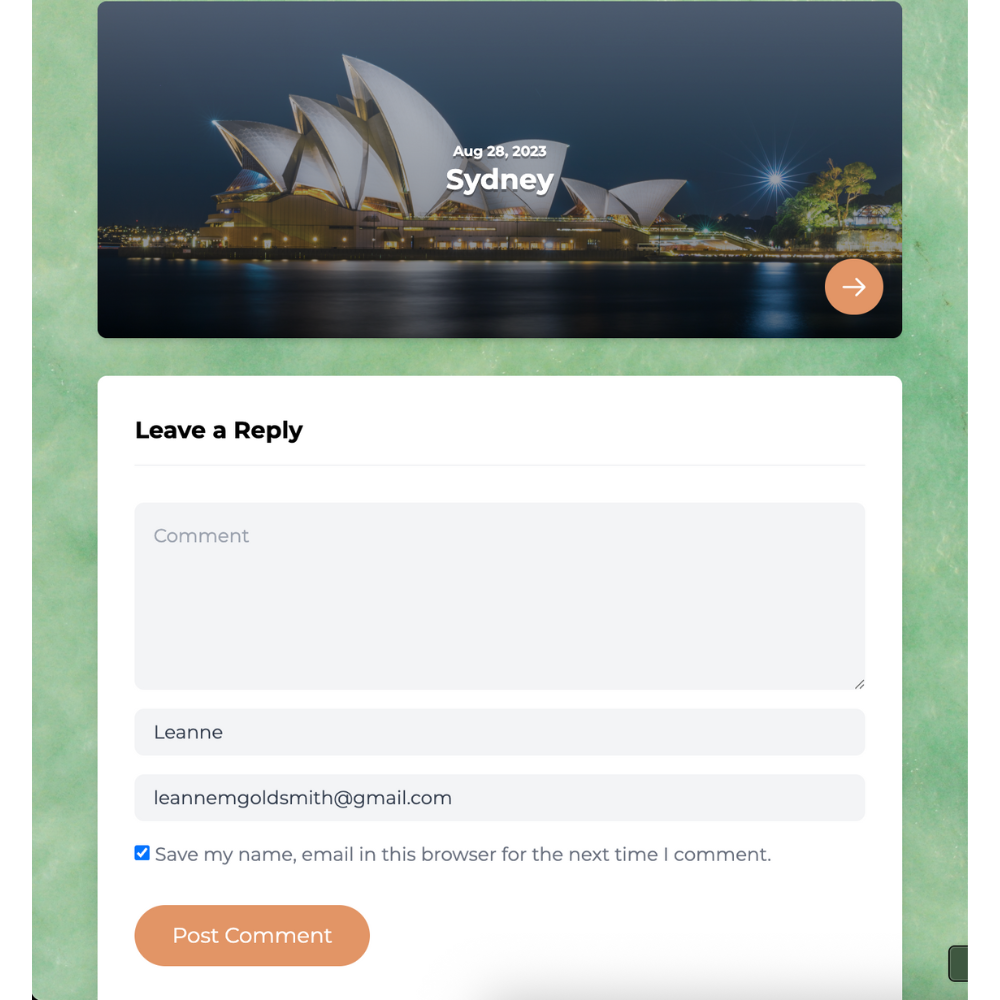 Aug 28, 2023
Sydney
Leave a Reply
Comment
Leanne
leannemgoldsmith@gmail.com
Save my name, email in this browser for the next time I comment.
Post Comment